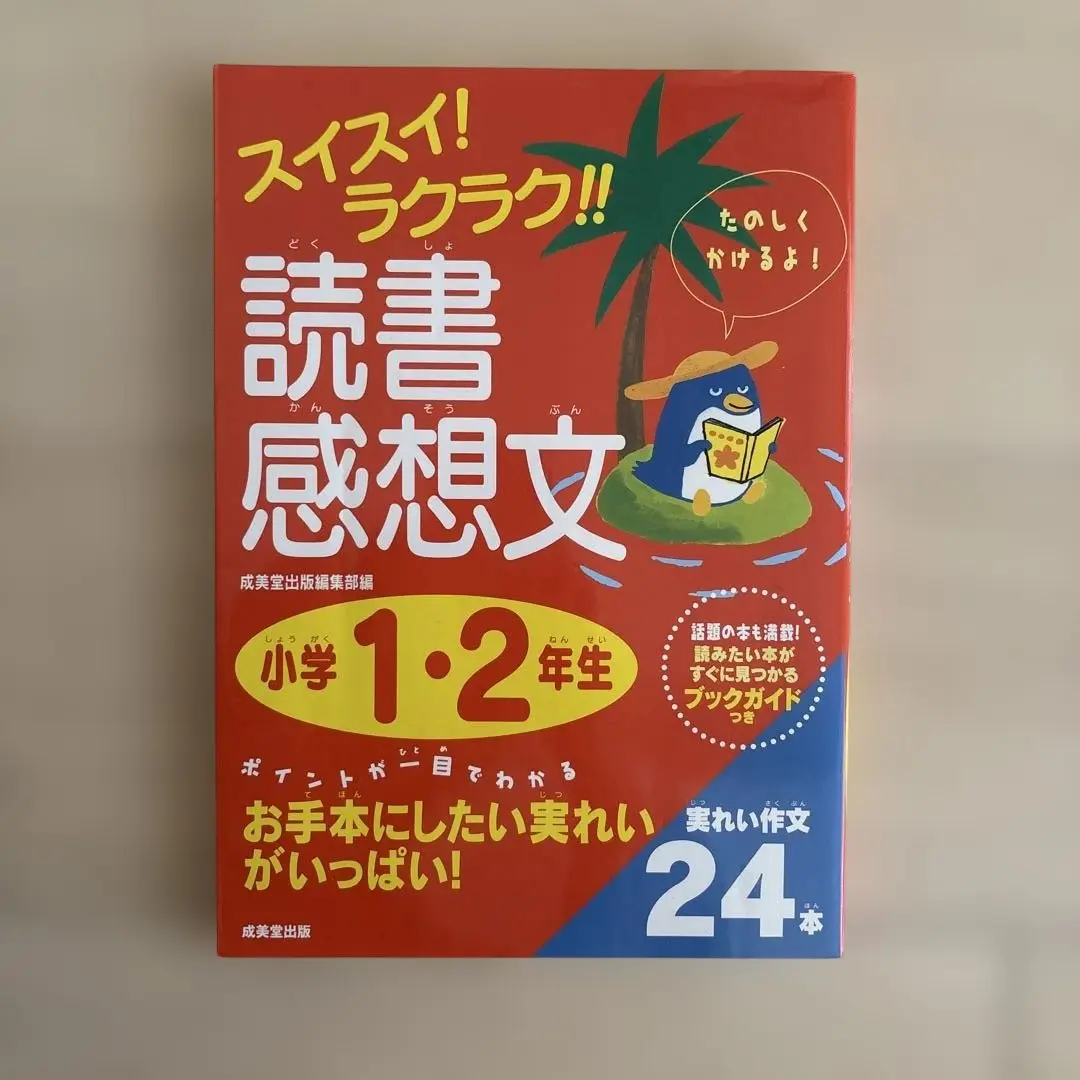 スイスイ!
ラクラク!!
どくしょ
読書
かんそうぶん
感想文
成美堂出版編集部編
しょうがく ねんせい
小学1・2年生
たのしく
かけるよ!
話題の本も満載!
読みたい本が
すぐに見つかる
ブックガイド
つき
ひとめ
ポイントが一目でわかる
てほん じつ
お手本にしたい実れい
がいっぱい!
じつ さくぶん
実れい作文
ほん
24本
成美堂出版